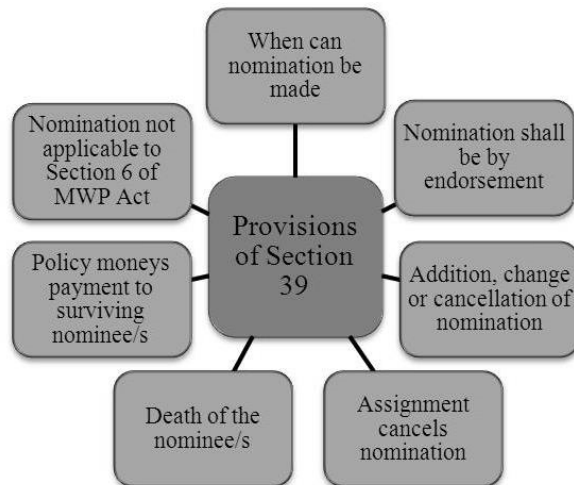 When can
nomination be
made
Nomination not
applicable to
Section 6 of
MWP Act
Nomination shall
be by
endorsement
Provisions
of Section
39
Policy moneys
payment to
surviving
nominee/s
Addition, change
or cancellation of
nomination
Death of the
nominee/s
Assignment
cancels
nomination